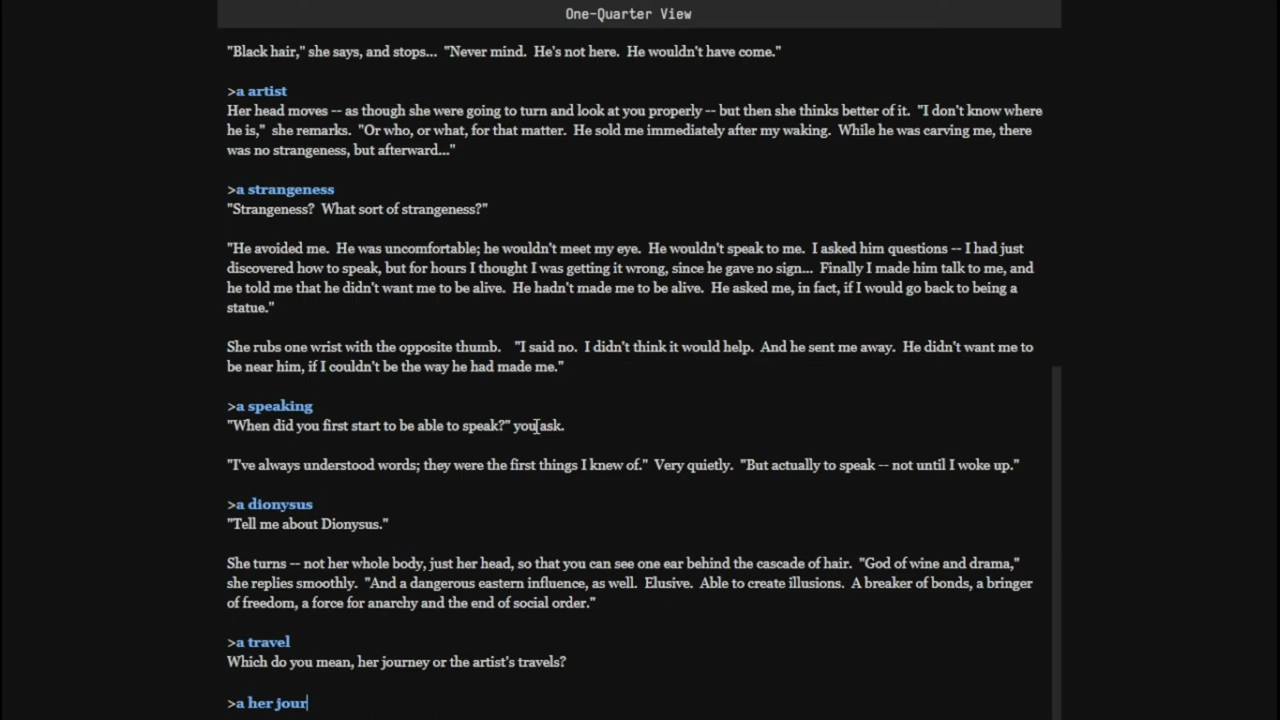 One-Quarter View
"Black hair," she says, and stops... "Never mind. He's not here. He wouldn't have come."
>a artist
Her head moves -- as though she were going to turn and look at you properly -- but then she thinks better of it. "I don't know where
he is," she remarks. "Or who, or what, for that matter. He sold me immediately after my waking. While he was carving me, there
was no strangeness, but afterward..."
>a strangeness
"Strangeness? What sort of strangeness?"
"He avoided me. He was uncomfortable; he wouldn't meet my eye. He wouldn't speak to me. I asked him questions -- I had just
discovered how to speak, but for hours I thought I was getting it wrong, since he gave no sign... Finally I made him talk to me, and
he told me that he didn't want me to be alive. He hadn't made me to be alive. He asked me, in fact, if I would go back to being a
statue."
She rubs one wrist with the opposite thumb. "I said no. I didn't think it would help. And he sent me away. He didn't want me to
be near him, if I couldn't be the way he had made me."
>a speaking
"When did you first start to be able to speak?" you ask.
"I've always understood words; they were the first things I knew of." Very quietly. "But actually to speak -- not until I woke up."
>a dionysus
"Tell me about Dionysus."
She turns -- not her whole body, just her head, so that you can see one ear behind the cascade of hair. "God of wine and drama,"
she replies smoothly. "And a dangerous eastern influence, as well. Elusive. Able to create illusions. A breaker of bonds, a bringer
of freedom, a force for anarchy and the end of social order."
>a travel
Which do you mean, her journey or the artist's travels?
>a her jour